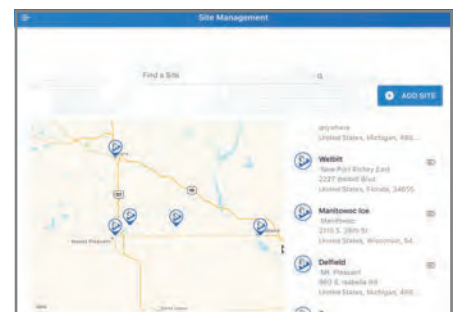 Site Management
Find a Site
ADD SITE
anywhere
United States, Michigan, 488...
Welbilt
New Port Richey East
2227 Welbilt Blvd
United States, Florida, 34655
Manitowoc Ice
Manitowoc
2110 S. 26th St
United States, Wisconsin, 54...
Delfield
Mt. Pleasant
980 S. Isabella Rd
United States, Michigan, 488...
Mount Pleasant